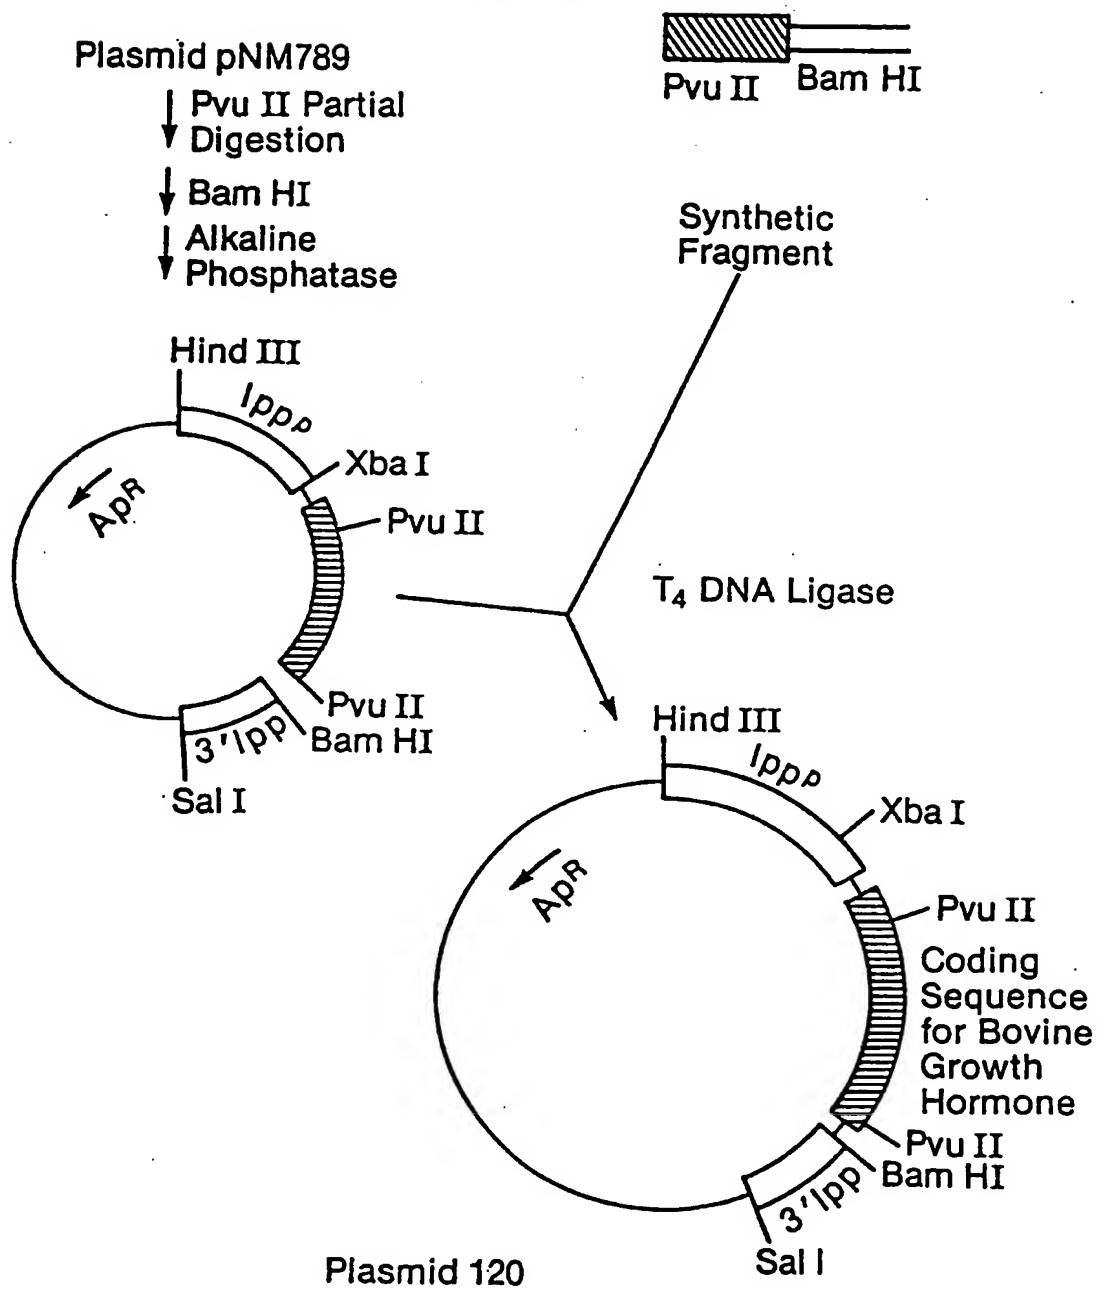 Plasmid pNM789
Pvu II Partial
Digestion
Bam HI
Alkaline
Phosphatase
Pvu II
Bam HI
Synthetic
Fragment
Hind III
lppp
Xba I
Pvu II
ApR
Pvu II
Bam HI
3'lpp
Sal I
T4 DNA Ligase
Hind III
lppp
Xba I
Pvu II
ApR
Coding
Sequence
for Bovine
Growth
Hormone
Pvu II
Bam HI
3'lpp
Sal I
Plasmid 120